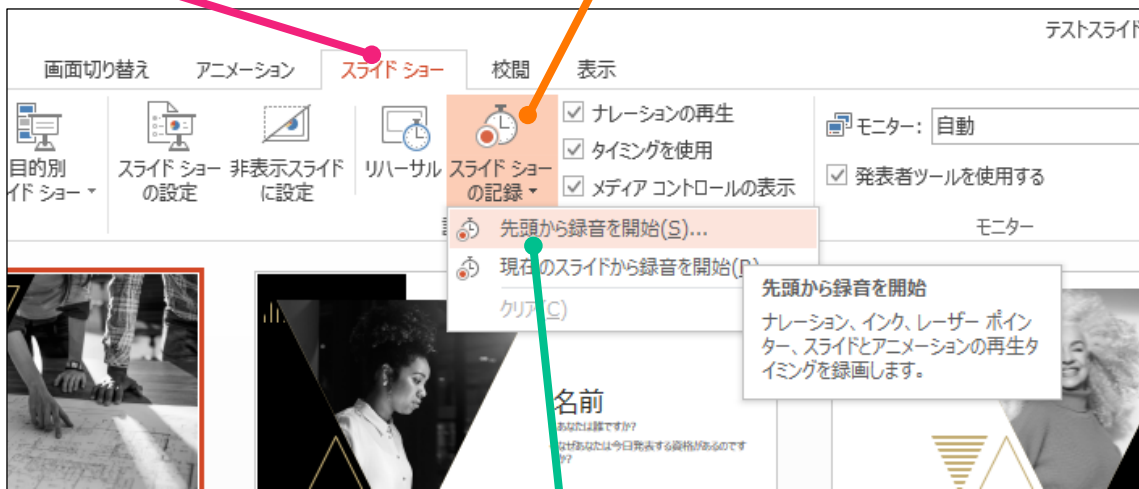 テストスライド
画面切り替え
アニメーション
スライド ショー
校閲
表示
目的別
イド ショー
スライド ショー
の設定
非表示スライド
に設定
リハーサル
スライド ショー
の記録
ナレーションの再生
タイミングを使用
メディア コントロールの表示
モニター:
自動
発表者ツールを使用する
モニター
先頭から録音を開始(S)...
現在のスライドから録音を開始(R)...
クリア(C)
先頭から録音を開始
ナレーション、インク、レーザー ポイン
ター、スライドとアニメーションの再生タ
イミングを録画します。
名前
あなたは誰ですか?
なぜあなたは今日発表する資格があるのです
か?